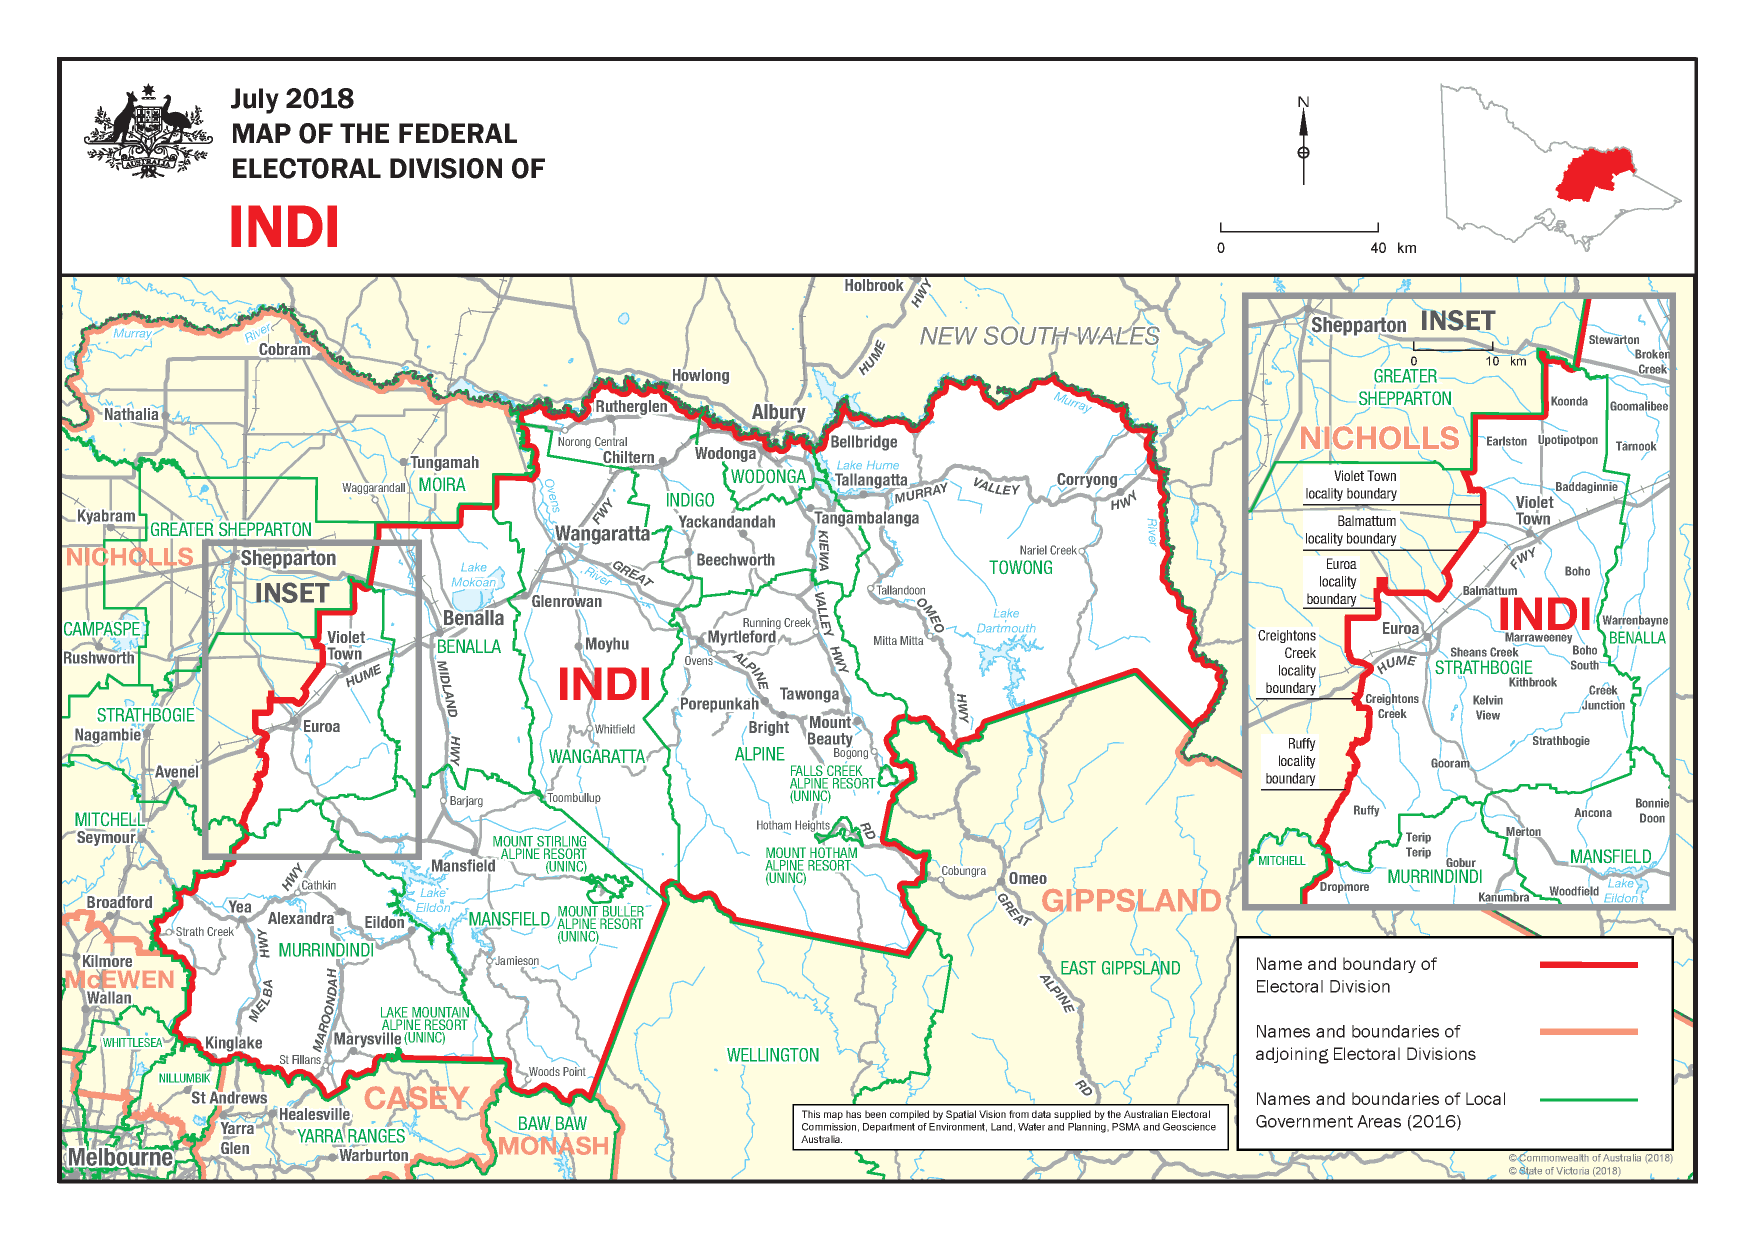 July 2018
MAP OF THE FEDERAL
ELECTORAL DIVISION OF
INDI
AUSTRALIA
N
0 40 km
Holbrook
HWY
NEW SOUTH WALES
HUME
Murray
River
Cobram
Howlong
Nathalia
Rutherglen
Albury
Murray
Norong Central
Bellbridge
Chiltern
Wodonga
Lake Hume
Tungamah
WODONGA
Tallangatta
MURRAY
VALLEY
Corryong
HWY
Waggarandall
MOIRA
Ovens
INDIGO
FWY
Kyabram
GREATER SHEPPARTON
Yackandandah
Tangambalanga
Wangaratta
KIEWA
River
NICHOLLS
Shepparton
Beechworth
Nariel Creek
TOWONG
Lake
Mokoan
River
GREAT
INSET
Glenrowan
VALLEY
Tallandoon
OMEO
Lake
Dartmouth
CAMPASPE
Benalla
Running Creek
Violet
Town
Moyhu
Myrtleford
Mitta Mitta
Rushworth
BENALLA
HUME
HWY
MIDLAND
INDI
Ovens
ALPINE
Tawonga
STRATHBOGIE
Porepunkah
HWY
Nagambie
Euroa
Whitfield
Bright
Mount
Beauty
HWY
WANGARATTA
ALPINE
Bogong
Avenel
FALLS CREEK
ALPINE RESORT
(UNINC)
Barjarg
Toombullup
MITCHELL
Seymour
Hotham Heights
RD
MOUNT STIRLING
ALPINE RESORT
(UNINC)
MOUNT HOTHAM
ALPINE RESORT
(UNINC)
Mansfield
HWY
Cathkin
Cobungra
Omeo
Lake
Eildon
GIPPSLAND
Broadford
Yea
Alexandra
Eildon
MANSFIELD
MOUNT BULLER
ALPINE RESORT
(UNINC)
GREAT
Strath Creek
HWY
MURRINDINDI
Kilmore
McEWEN
Wallan
Jamieson
EAST GIPPSLAND
MELBA
MAROONDAH
ALPINE
LAKE MOUNTAIN
ALPINE RESORT
(UNINC)
WHITTLESEA
Kinglake
Marysville
St Fillans
WELLINGTON
Woods Point
NILLUMBIK
RD
St Andrews
CASEY
Healesville
Yarra
Glen
YARRA RANGES
BAW BAW
MONASH
Melbourne
Warburton
This map has been compiled by Spatial Vision from data supplied by the Australian Electoral
Commission, Department of Environment, Land, Water and Planning, PSMA and Geoscience
Australia.
Shepparton
INSET
0 10 km
Stewarton
Broken
Creek
GREATER
SHEPPARTON
Koonda
Goomalibee
NICHOLLS
Earlston
Upotipotpon
Tarnook
Violet Town
locality boundary
Baddaginnie
Violet
Town
Balmattum
locality boundary
FWY
Euroa
locality
boundary
Boho
Balmattum
INDI
Creightons
Creek
locality
boundary
Euroa
Warrenbayne
Marraweeney
BENALLA
HUME
Sheans Creek
Boho
South
STRATHBOGIE
Kithbrook
Creightons
Creek
Kelvin
View
Creek
Junction
Ruffy
locality
boundary
Strathbogie
Gooram
Ruffy
Ancona
Bonnie
Doon
Terip
Terip
Merton
MITCHELL
Gobur
MANSFIELD
MURRINDINDI
Dropmore
Kanumbra
Woodfield
Lake
Eildon
Name and boundary of
Electoral Division
Names and boundaries of
adjoining Electoral Divisions
Names and boundaries of Local
Government Areas (2016)
© Commonwealth of Australia (2018)
© State of Victoria (2018)